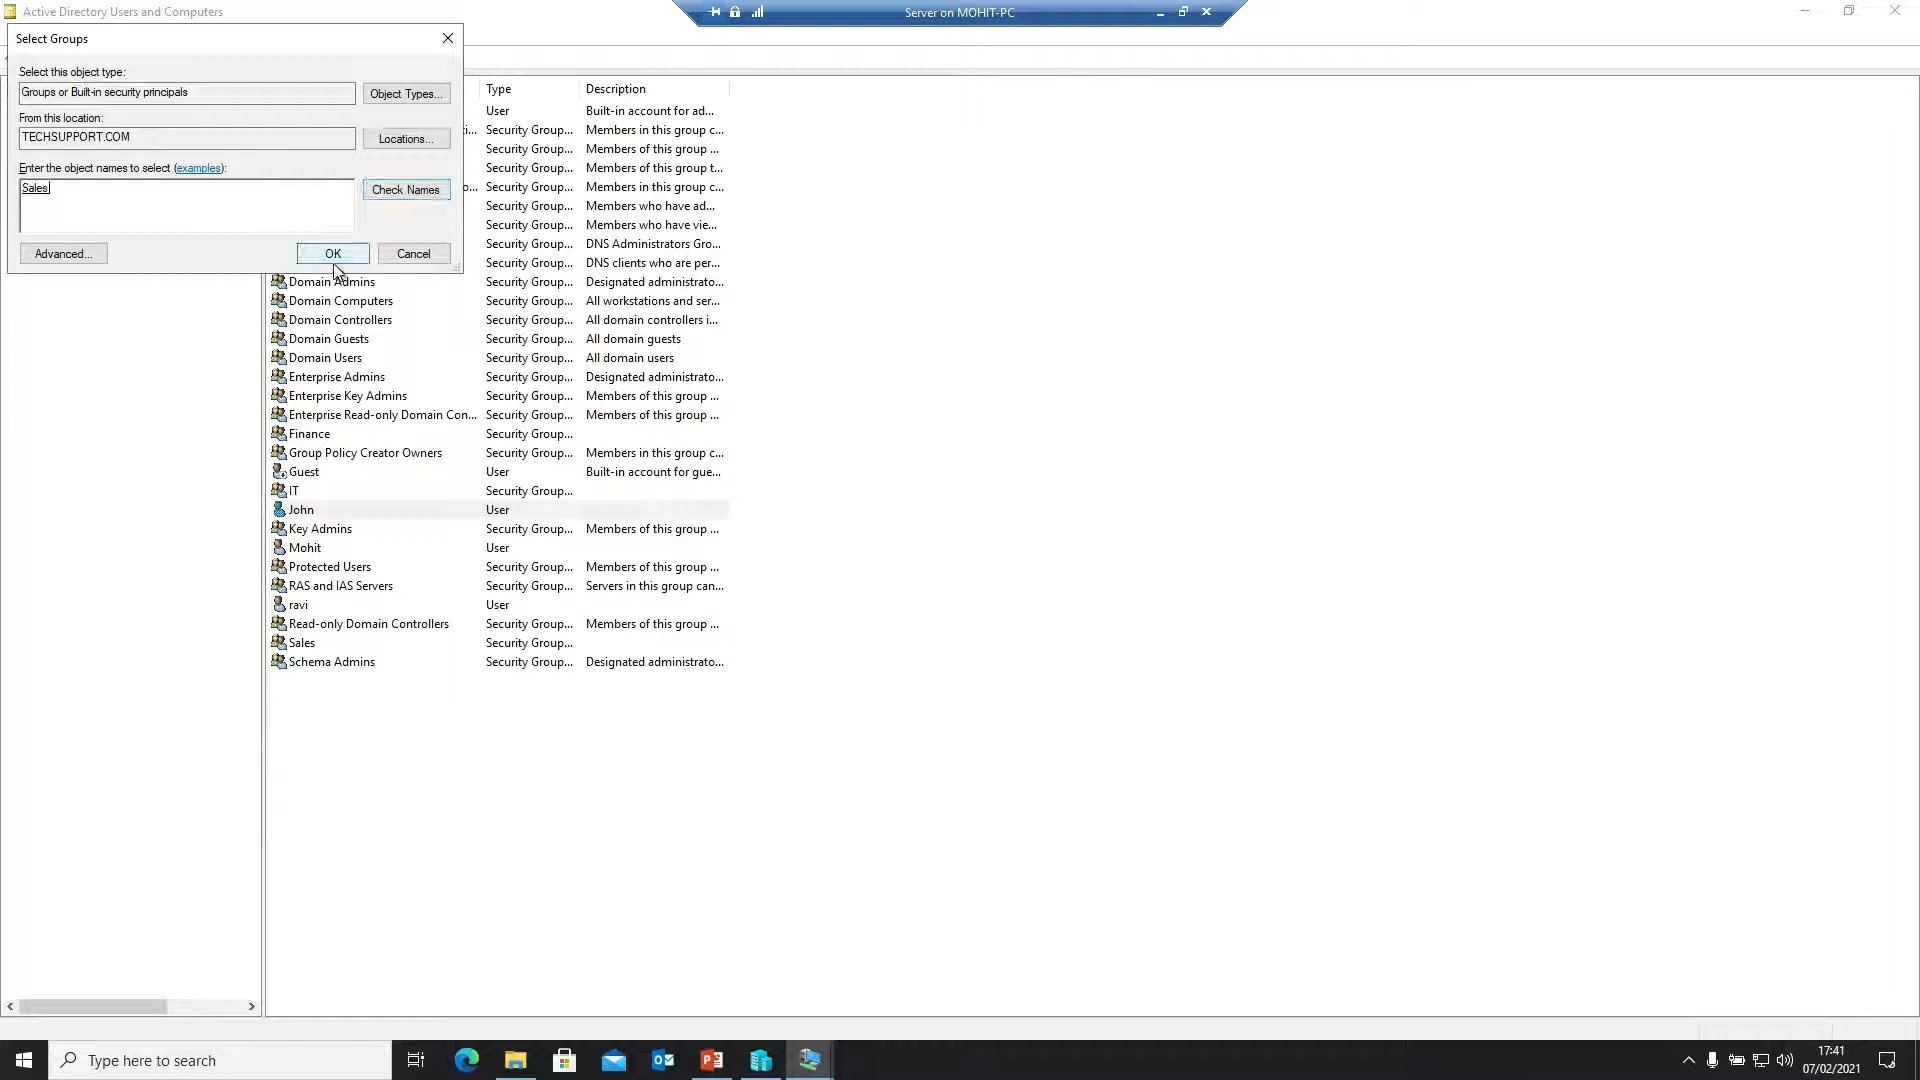 Active Directory Users and Computers
Server on MOHIT-PC
Select Groups
Select this object type:
Groups or Built-in security principals
Object Types...
From this location:
TECHSUPPORT.COM
Locations...
Enter the object names to select (examples):
Sales
Check Names
Advanced...
OK
Cancel
Type Description
User Built-in account for ad...
Security Group... Members in this group c...
Security Group... Members of this group ...
Security Group... Members of this group t...
Security Group... Members in this group c...
Security Group... Members who have ad...
Security Group... Members who have vie...
Security Group... DNS Administrators Gro...
Security Group... DNS clients who are per...
Domain Admins Security Group... Designated administrato...
Domain Computers Security Group... All workstations and ser...
Domain Controllers Security Group... All domain controllers i...
Domain Guests Security Group... All domain guests
Domain Users Security Group... All domain users
Enterprise Admins Security Group... Designated administrato...
Enterprise Key Admins Security Group... Members of this group ...
Enterprise Read-only Domain Con... Security Group... Members of this group ...
Finance Security Group...
Group Policy Creator Owners Security Group... Members in this group c...
Guest User Built-in account for gue...
IT Security Group...
John User
Key Admins Security Group... Members of this group ...
Mohit User
Protected Users Security Group... Members of this group ...
RAS and IAS Servers Security Group... Servers in this group can...
ravi User
Read-only Domain Controllers Security Group... Members of this group ...
Sales Security Group...
Schema Admins Security Group... Designated administrato...
Type here to search
17:41
07/02/2021